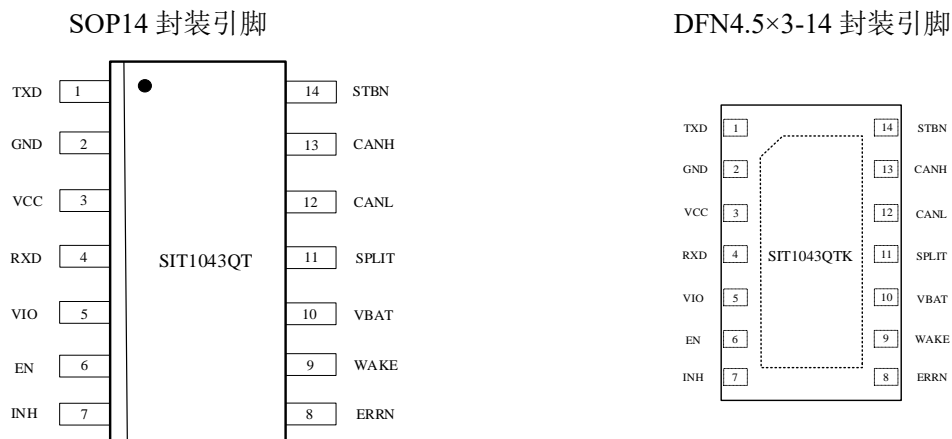 SOP14 封装引脚
TXD 1 14 STBN
GND 2 13 CANH
VCC 3 12 CANL
RXD 4 SIT1043QT 11 SPLIT
VIO 5 10 VBAT
EN 6 9 WAKE
INH 7 8 ERRN
DFN4.5×3-14 封装引脚
TXD 1 14 STBN
GND 2 13 CANH
VCC 3 12 CANL
RXD 4 SIT1043QTK 11 SPLIT
VIO 5 10 VBAT
EN 6 9 WAKE
INH 7 8 ERRN